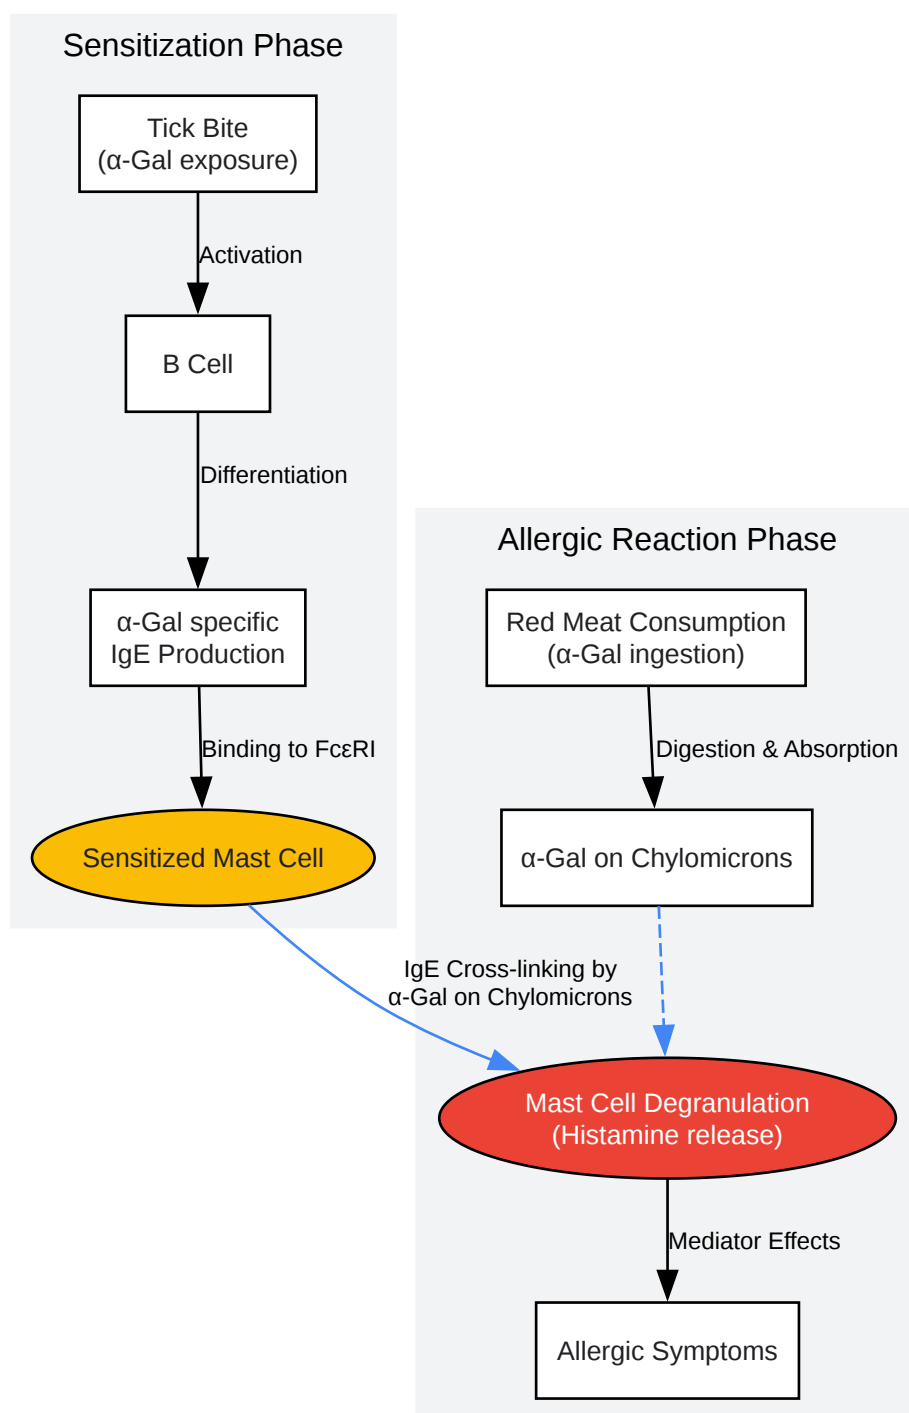 Sensitization Phase
Tick Bite
(α-Gal exposure)
Activation
B Cell
Differentiation
α-Gal specific
IgE Production
Binding to FcεRI
Sensitized Mast Cell
Allergic Reaction Phase
Red Meat Consumption
(α-Gal ingestion)
Digestion & Absorption
α-Gal on Chylomicrons
IgE Cross-linking by
α-Gal on Chylomicrons
Mast Cell Degranulation
(Histamine release)
Mediator Effects
Allergic Symptoms